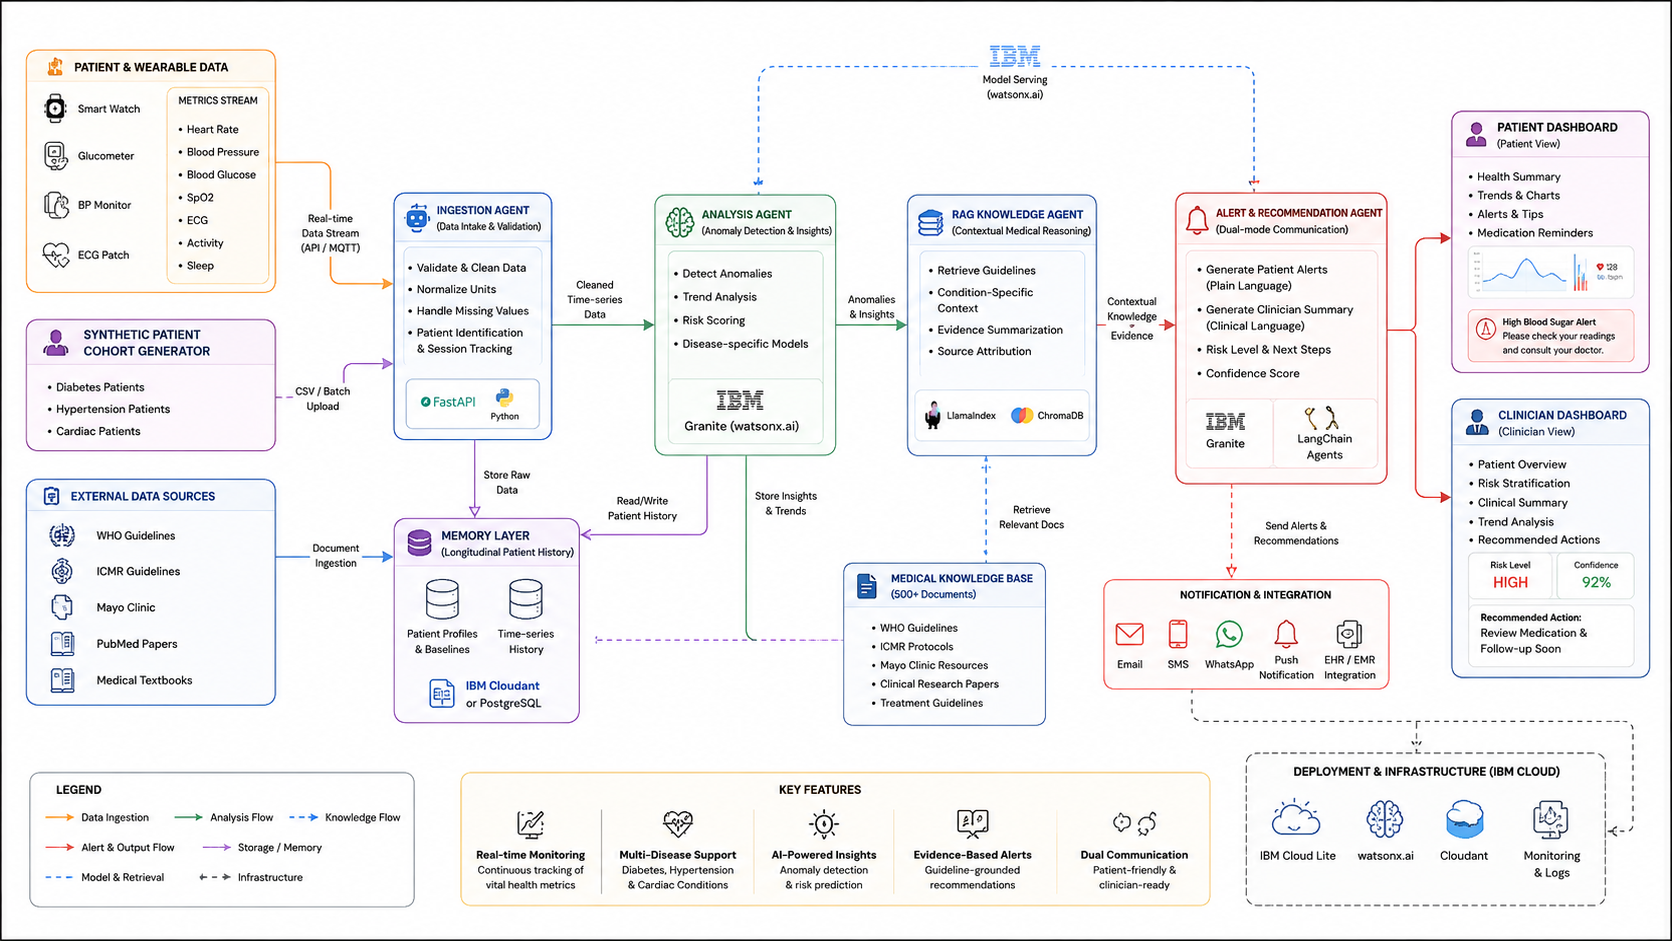 PATIENT & WEARABLE DATA
Smart Watch
Glucometer
BP Monitor
ECG Patch
METRICS STREAM
• Heart Rate
• Blood Pressure
• Blood Glucose
• SpO2
• ECG
• Activity
• Sleep
Real-time
Data Stream
(API / MQTT)
SYNTHETIC PATIENT
COHORT GENERATOR
• Diabetes Patients
• Hypertension Patients
• Cardiac Patients
CSV / Batch
Upload
EXTERNAL DATA SOURCES
WHO Guidelines
ICMR Guidelines
Mayo Clinic
PubMed Papers
Medical Textbooks
Document
Ingestion
INGESTION AGENT
(Data Intake & Validation)
• Validate & Clean Data
• Normalize Units
• Handle Missing Values
• Patient Identification
& Session Tracking
FastAPI
Python
Store Raw
Data
Cleaned
Time-series
Data
MEMORY LAYER
(Longitudinal Patient History)
Patient Profiles
& Baselines
Time-series
History
IBM Cloudant
or PostgreSQL
Read/Write
Patient History
Store Insights
& Trends
IBM
Model Serving
(watsonx.ai)
ANALYSIS AGENT
(Anomaly Detection & Insights)
• Detect Anomalies
• Trend Analysis
• Risk Scoring
• Disease-specific Models
IBM
Granite (watsonx.ai)
Anomalies
& Insights
RAG KNOWLEDGE AGENT
(Contextual Medical Reasoning)
• Retrieve Guidelines
• Condition-Specific
Context
• Evidence Summarization
• Source Attribution
LlamaIndex
ChromaDB
Retrieve
Relevant Docs
MEDICAL KNOWLEDGE BASE
(500+ Documents)
• WHO Guidelines
• ICMR Protocols
• Mayo Clinic Resources
• Clinical Research Papers
• Treatment Guidelines
Contextual
Knowledge
Evidence
ALERT & RECOMMENDATION AGENT
(Dual-mode Communication)
• Generate Patient Alerts
(Plain Language)
• Generate Clinician Summary
(Clinical Language)
• Risk Level & Next Steps
• Confidence Score
IBM
Granite
LangChain
Agents
Send Alerts &
Recommendations
NOTIFICATION & INTEGRATION
Email
SMS
WhatsApp
Push
Notification
EHR / EMR
Integration
PATIENT DASHBOARD
(Patient View)
• Health Summary
• Trends & Charts
• Alerts & Tips
• Medication Reminders
High Blood Sugar Alert
Please check your readings
and consult your doctor.
CLINICIAN DASHBOARD
(Clinician View)
• Patient Overview
• Risk Stratification
• Clinical Summary
• Trend Analysis
• Recommended Actions
Risk Level
HIGH
Confidence
92%
Recommended Action:
Review Medication &
Follow-up Soon
DEPLOYMENT & INFRASTRUCTURE (IBM CLOUD)
IBM Cloud Lite
watsonx.ai
Cloudant
Monitoring
& Logs
LEGEND
Data Ingestion
Analysis Flow
Knowledge Flow
Alert & Output Flow
Storage / Memory
Model & Retrieval
Infrastructure
KEY FEATURES
Real-time Monitoring
Continuous tracking of
vital health metrics
Multi-Disease Support
Diabetes, Hypertension
& Cardiac Conditions
AI-Powered Insights
Anomaly detection
& risk prediction
Evidence-Based Alerts
Guideline-grounded
recommendations
Dual Communication
Patient-friendly &
clinician-ready